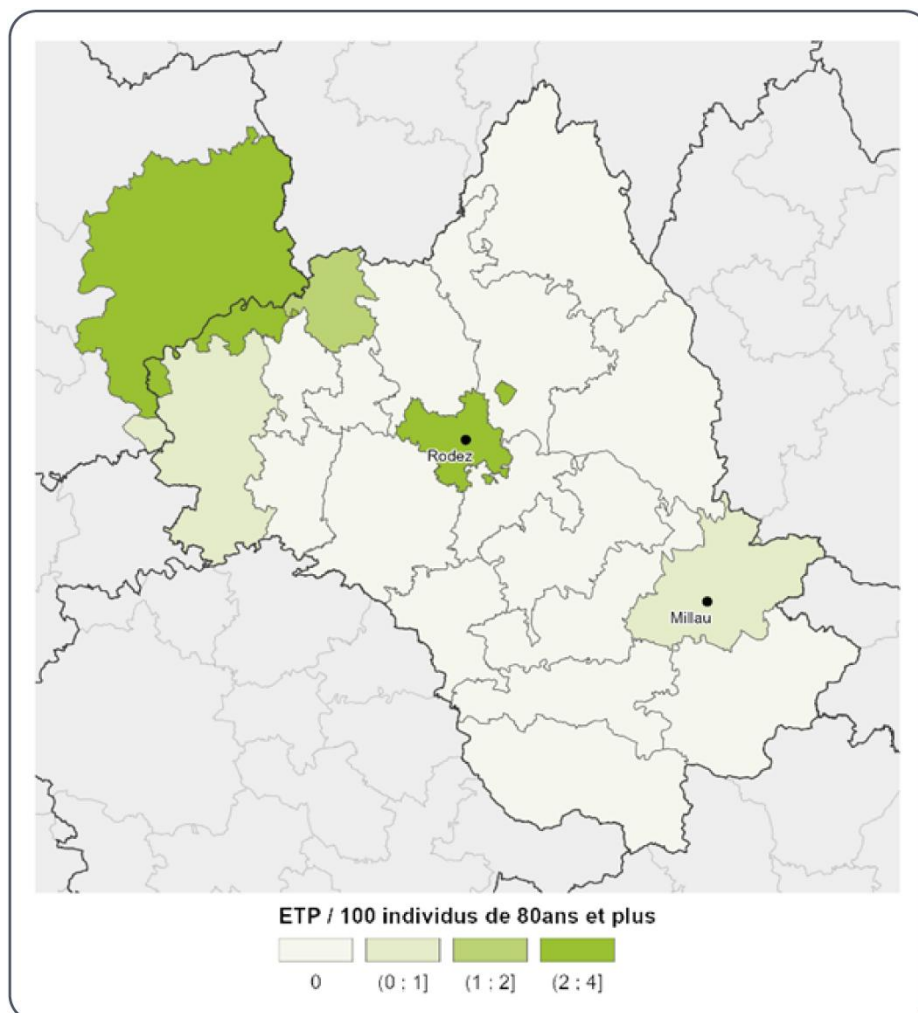 Rodez
Millau
ETP / 100 individus de 80ans et plus
0 (0 : 1] (1 : 2] (2 : 4]